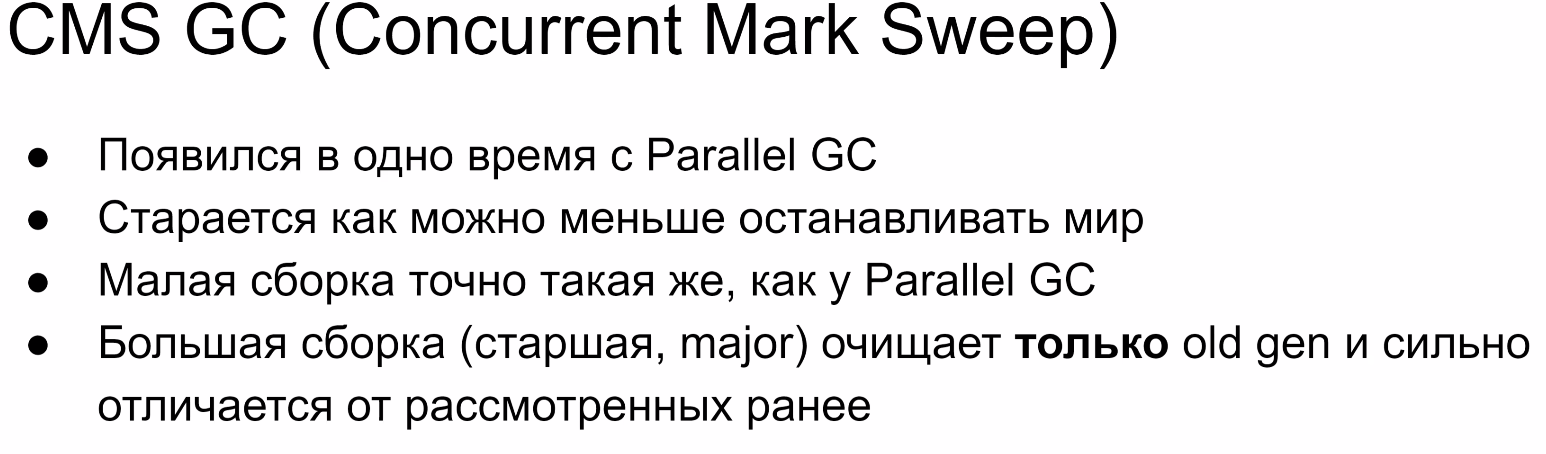 CMS GC (Concurrent Mark Sweep)
● Появился в одно время с Parallel GC
● Старается как можно меньше останавливать мир
● Малая сборка точно такая же, как у Parallel GC
● Большая сборка (старшая, major) очищает только old gen и сильно
отличается от рассмотренных ранее